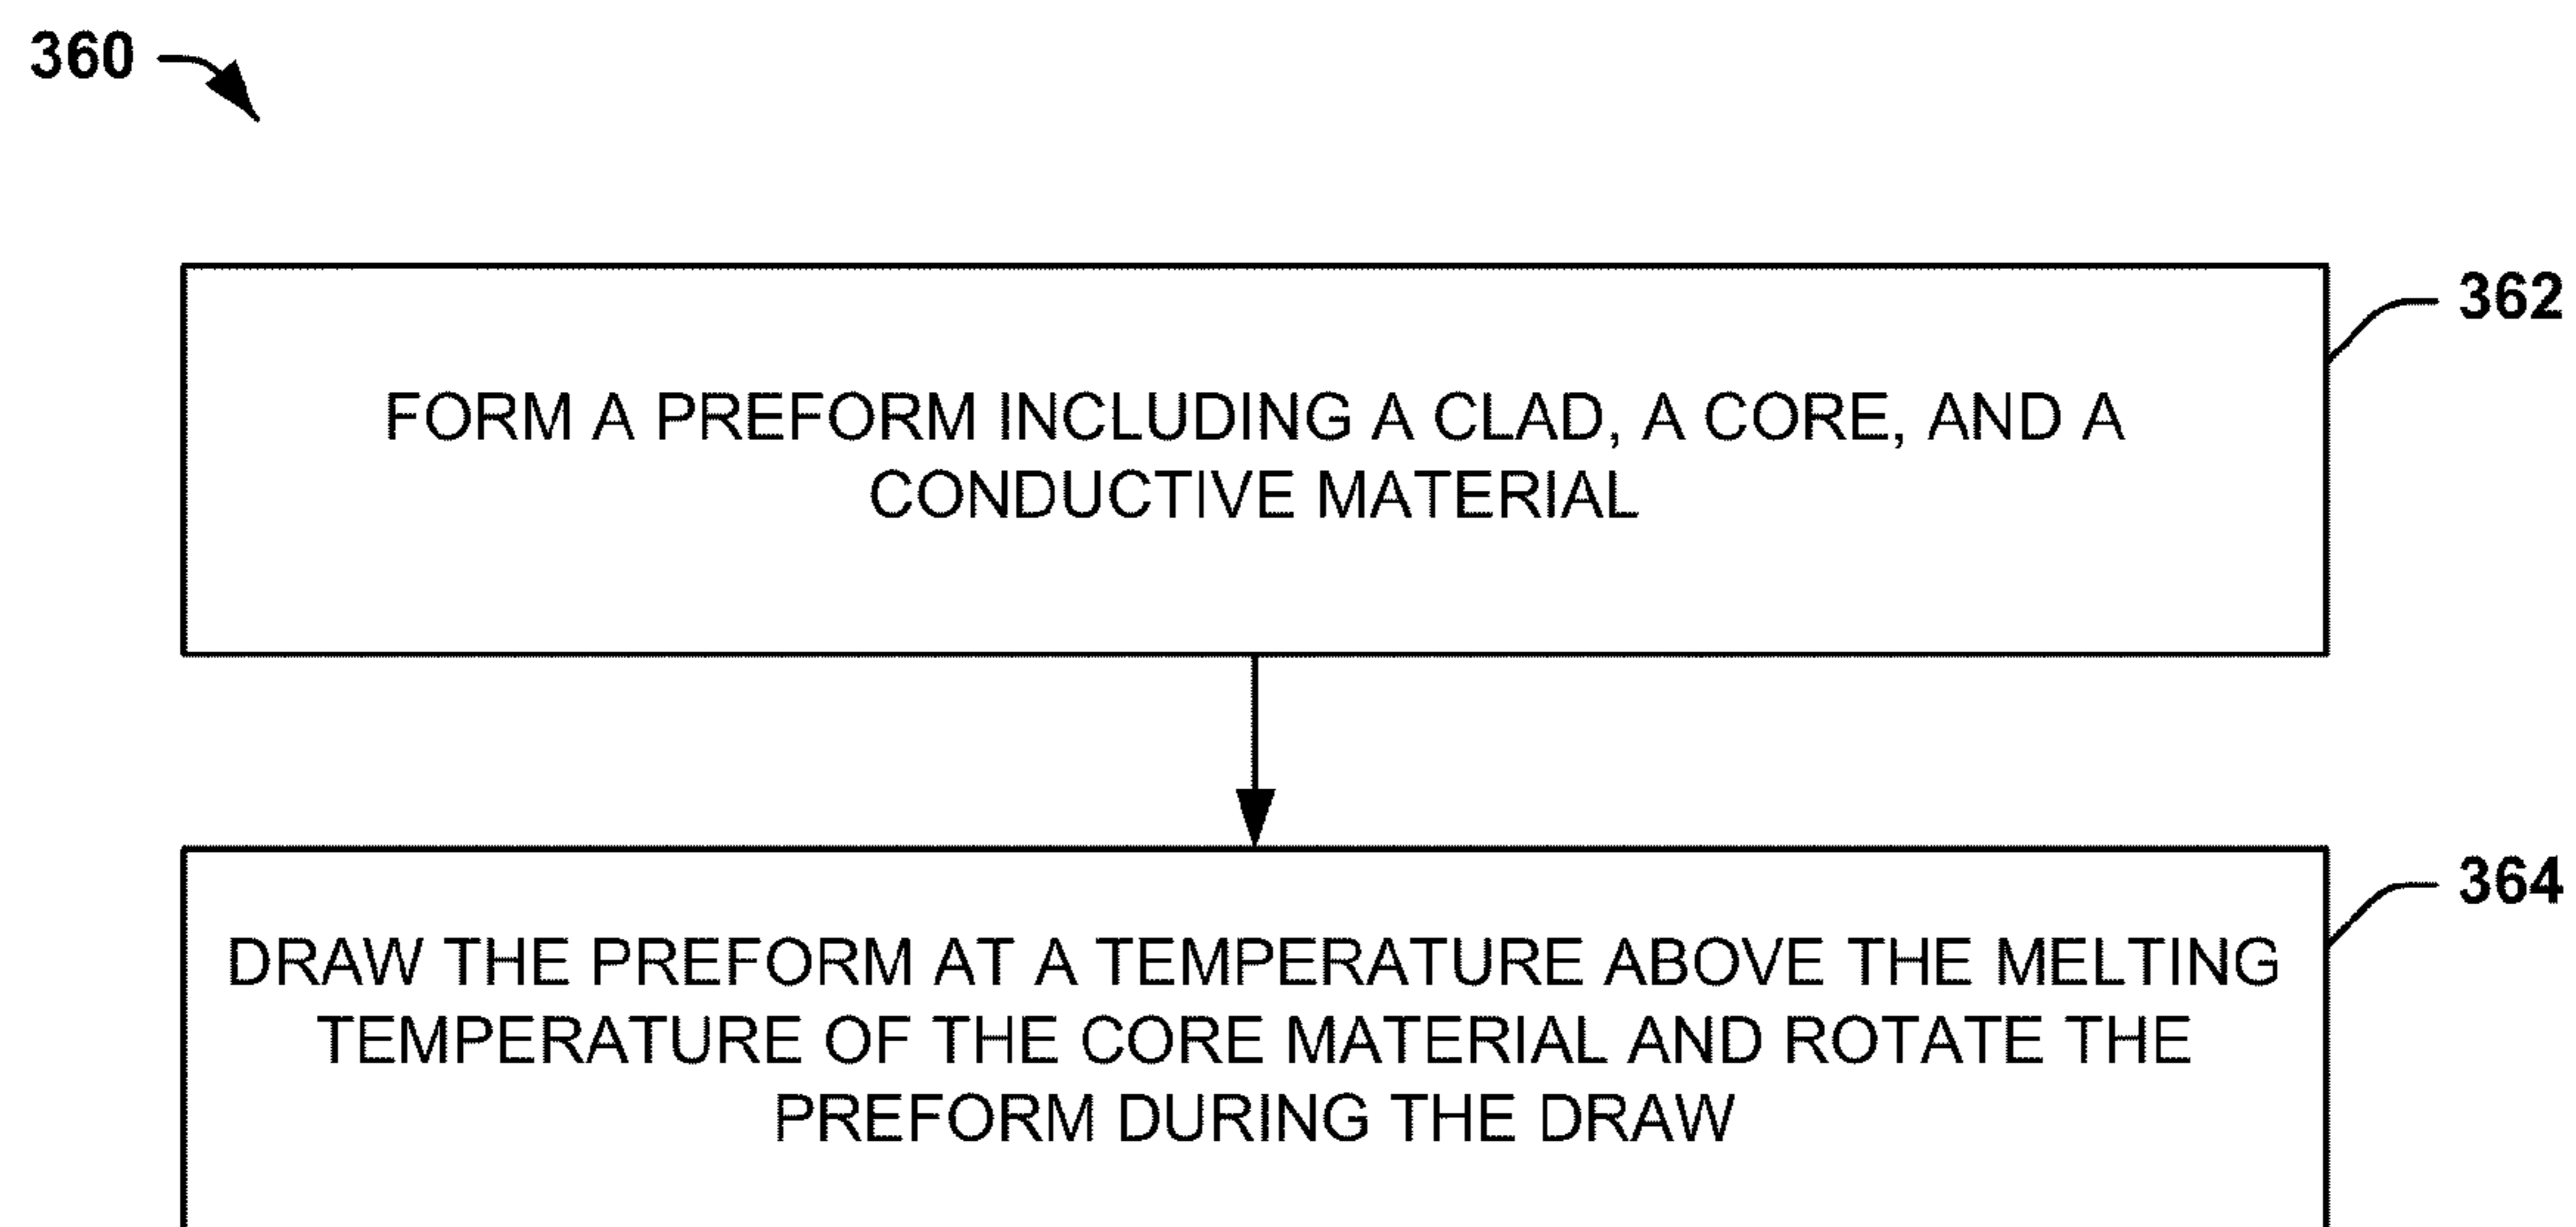 360
362
FORM A PREFORM INCLUDING A CLAD, A CORE, AND A
CONDUCTIVE MATERIAL
364
DRAW THE PREFORM AT A TEMPERATURE ABOVE THE MELTING
TEMPERATURE OF THE CORE MATERIAL AND ROTATE THE
PREFORM DURING THE DRAW